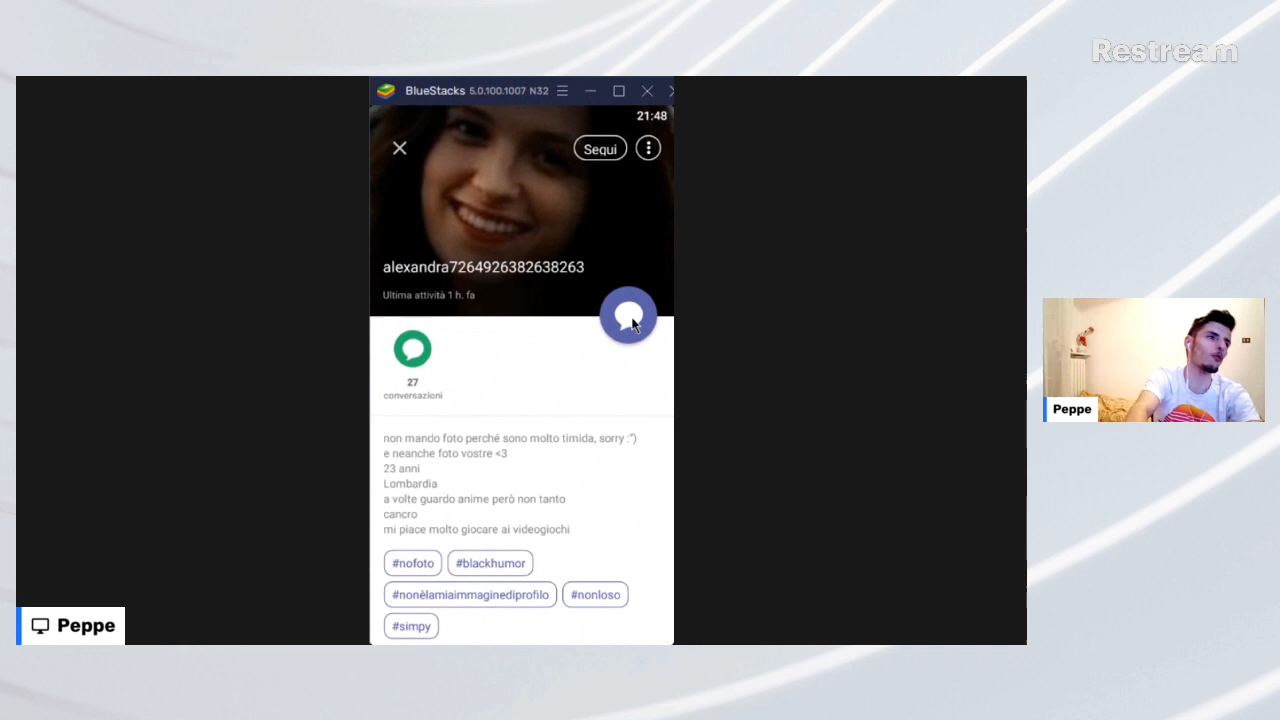 Restream
BlueStacks 5.0.100.1007 N32
21:48
Segui
alexandra7264926382638263
Ultima attività 1 h. fa
27
conversazioni
non mando foto perché sono molto timida, sorry :")
e neanche foto vostre <3
23 anni
Lombardia
a volte guardo anime però non tanto
cancro
mi piace molto giocare ai videogiochi
#nofoto #blackhumor
#nonèlamiaimmaginediprofilo #nonloso
#simpy
Peppe
Peppe